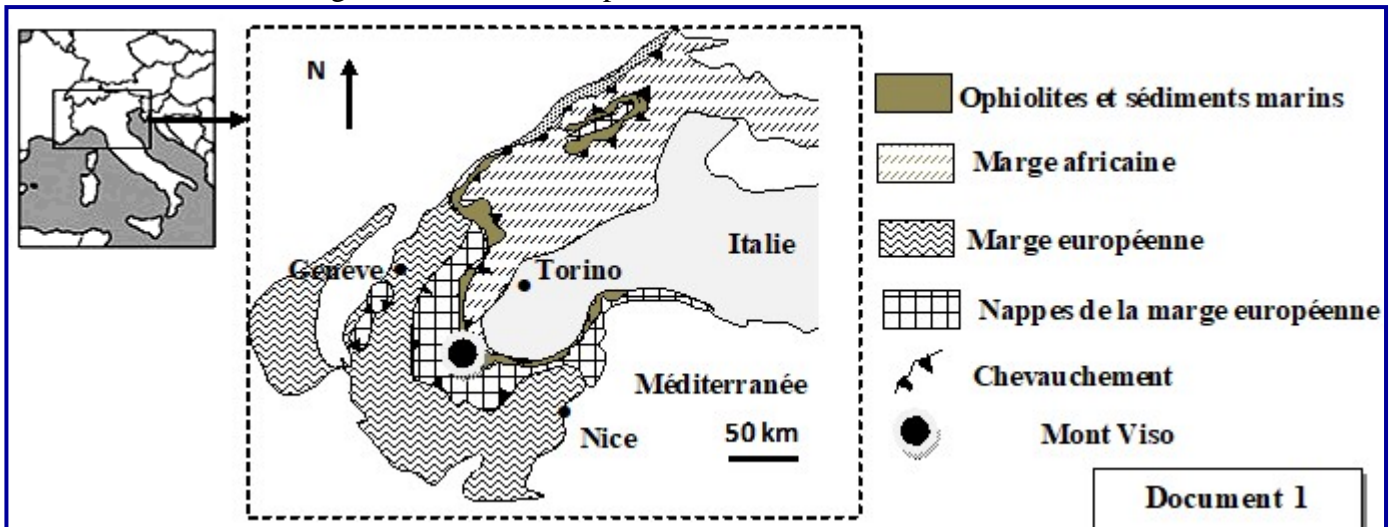 N
Ophiolites et sédiments marins
Marge africaine
Marge européenne
Nappes de la marge européenne
Chevauchement
Mont Viso
Genève
Torino
Italie
Méditerranée
Nice
50 km
Document 1